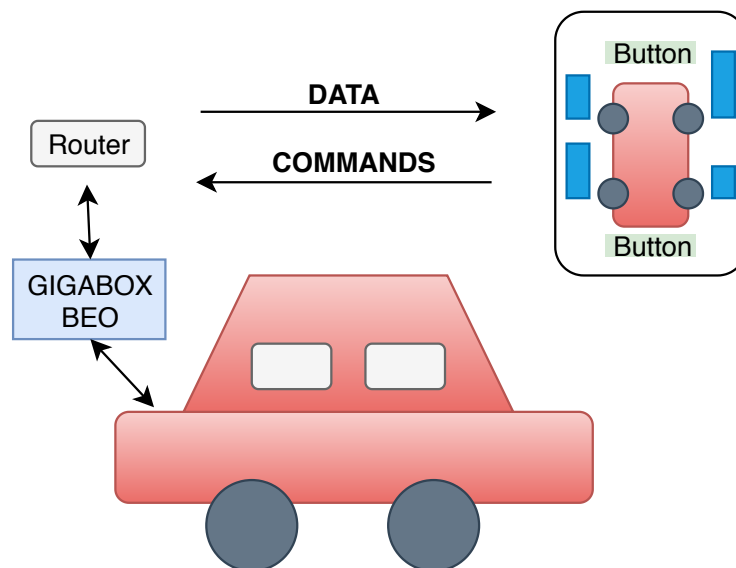 Button
DATA
Router
COMMANDS
Button
GIGABOX
BEO